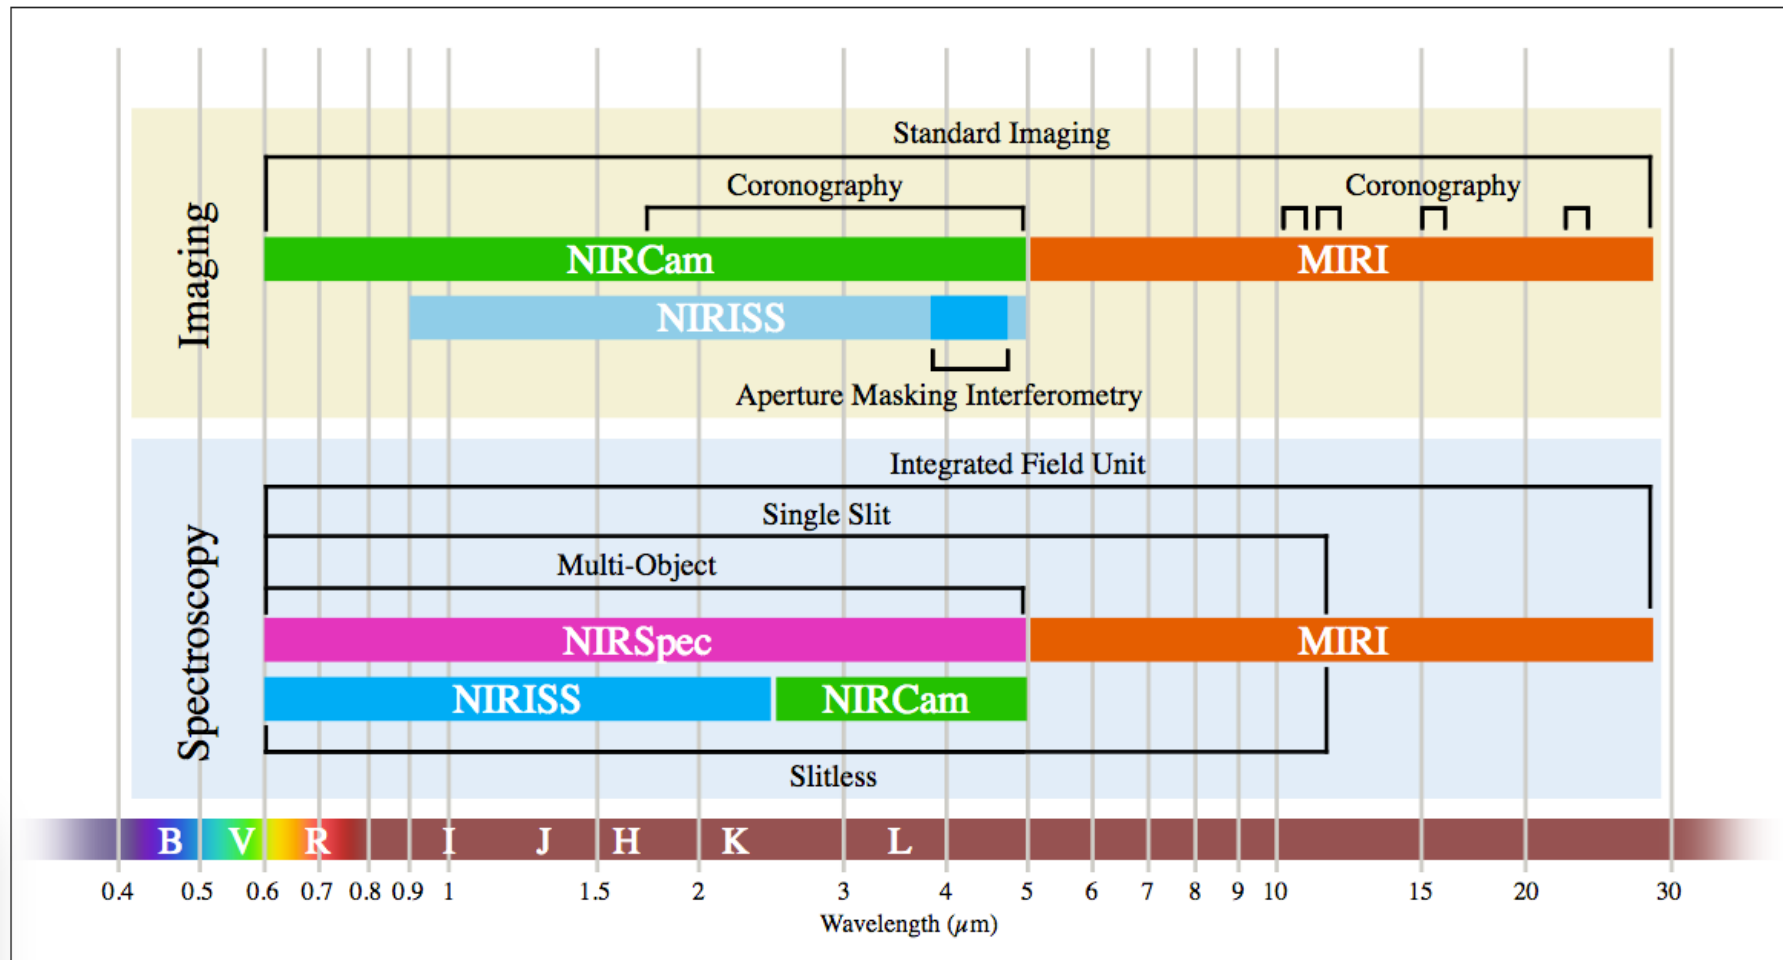 Imaging
Standard Imaging
Coronography
Coronography
NIRCam
MIRI
NIRISS
Aperture Masking Interferometry
Spectroscopy
Integrated Field Unit
Single Slit
Multi-Object
NIRSpec
MIRI
NIRISS
NIRCam
Slitless
B V R I J H K L
0.4 0.5 0.6 0.7 0.8 0.9 1 1.5 2 3 4 5 6 7 8 9 10 15 20 30
Wavelength (μm)